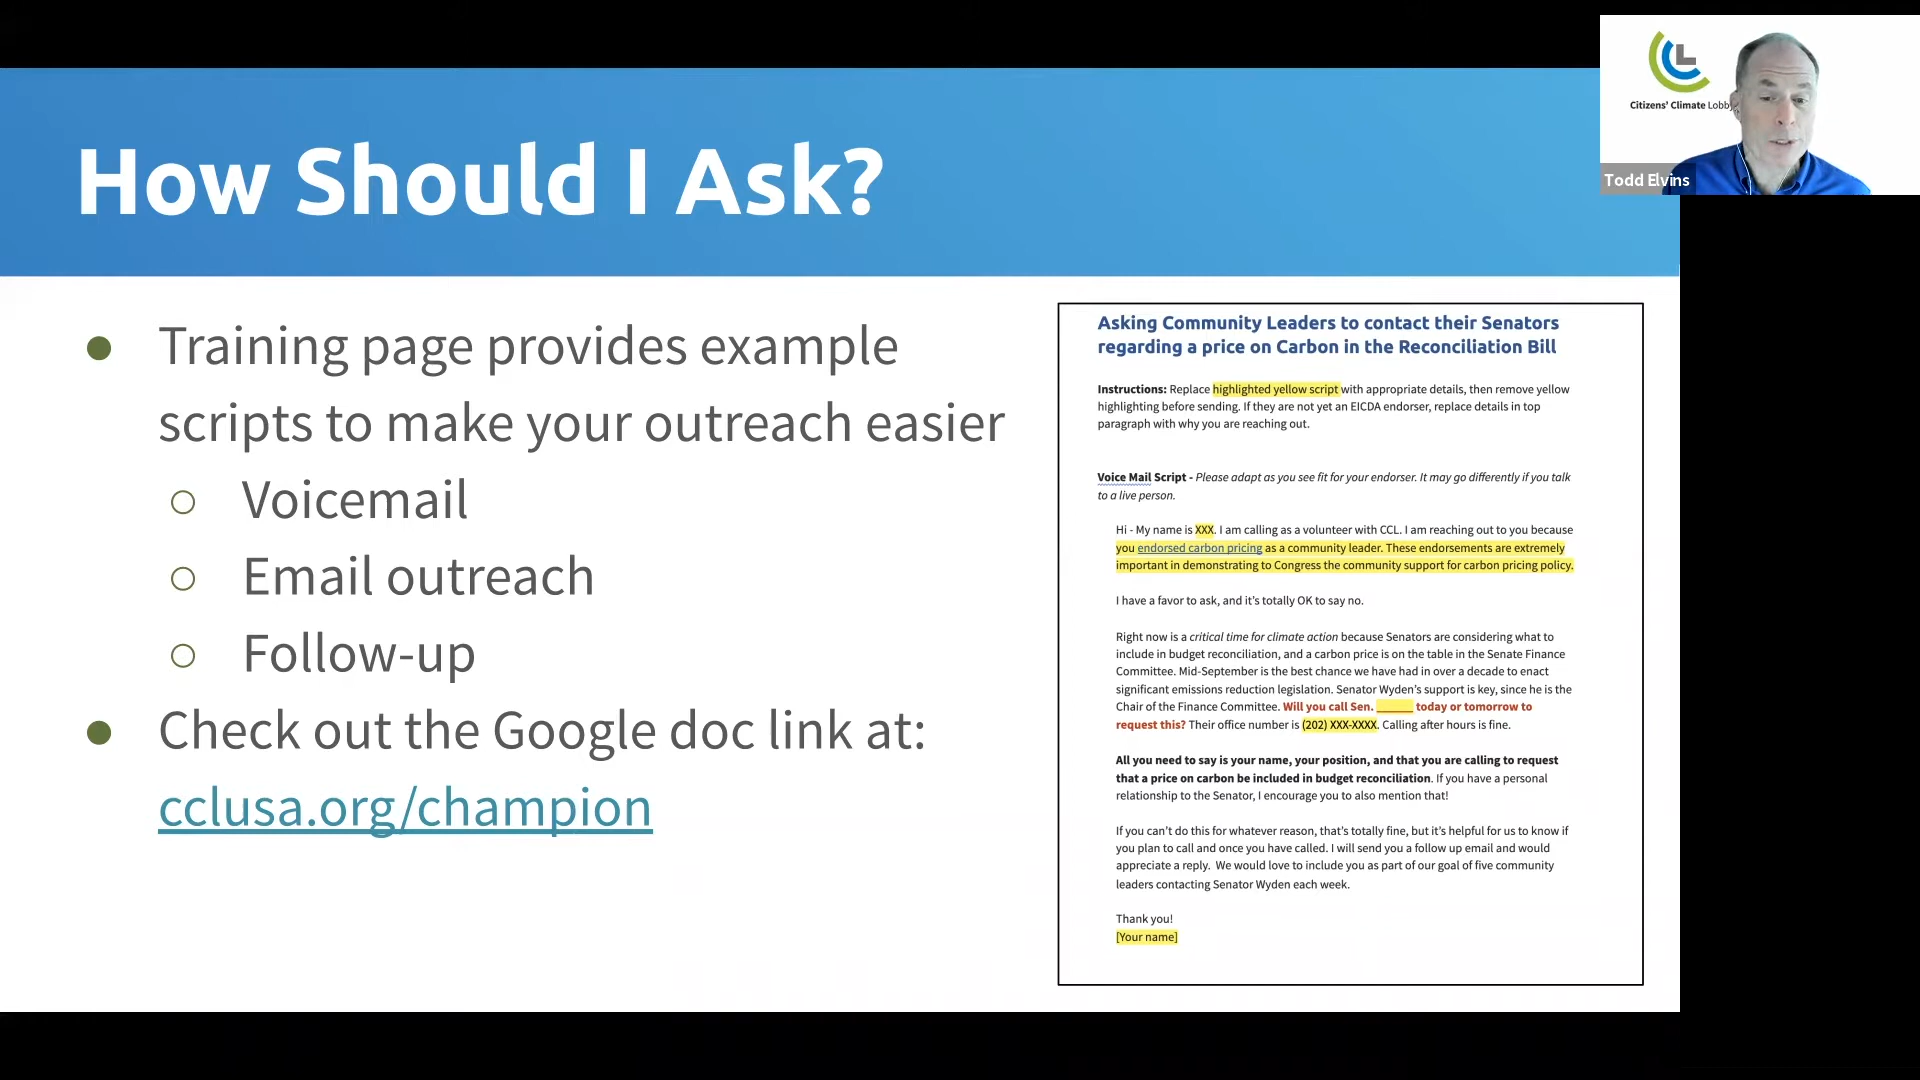 How Should I Ask?
Citizens' Climate Lobby
Todd Elvins
Training page provides example
scripts to make your outreach easier
Voicemail
Email outreach
Follow-up
Check out the Google doc link at:
cclusa.org/champion
Asking Community Leaders to contact their Senators
regarding a price on Carbon in the Reconciliation Bill
Instructions: Replace highlighted yellow script with appropriate details, then remove yellow
highlighting before sending. If they are not yet an EICDA endorser, replace details in top
paragraph with why you are reaching out.
Voice Mail Script - Please adapt as you see fit for your endorser. It may go differently if you talk
to a live person.
Hi - My name is XXX. I am calling as a volunteer with CCL. I am reaching out to you because
you endorsed carbon pricing as a community leader. These endorsements are extremely
important in demonstrating to Congress the community support for carbon pricing policy.
I have a favor to ask, and it's totally OK to say no.
Right now is a critical time for climate action because Senators are considering what to
include in budget reconciliation, and a carbon price is on the table in the Senate Finance
Committee. Mid-September is the best chance we have had in over a decade to enact
significant emissions reduction legislation. Senator Wyden's support is key, since he is the
Chair of the Finance Committee. Will you call Sen. ______ today or tomorrow to
request this? Their office number is (202) XXX-XXXX. Calling after hours is fine.
All you need to say is your name, your position, and that you are calling to request
that a price on carbon be included in budget reconciliation. If you have a personal
relationship to the Senator, I encourage you to also mention that!
If you can't do this for whatever reason, that's totally fine, but it's helpful for us to know if
you plan to call and once you have called. I will send you a follow up email and would
appreciate a reply. We would love to include you as part of our goal of five community
leaders contacting Senator Wyden each week.
Thank you!
[Your name]